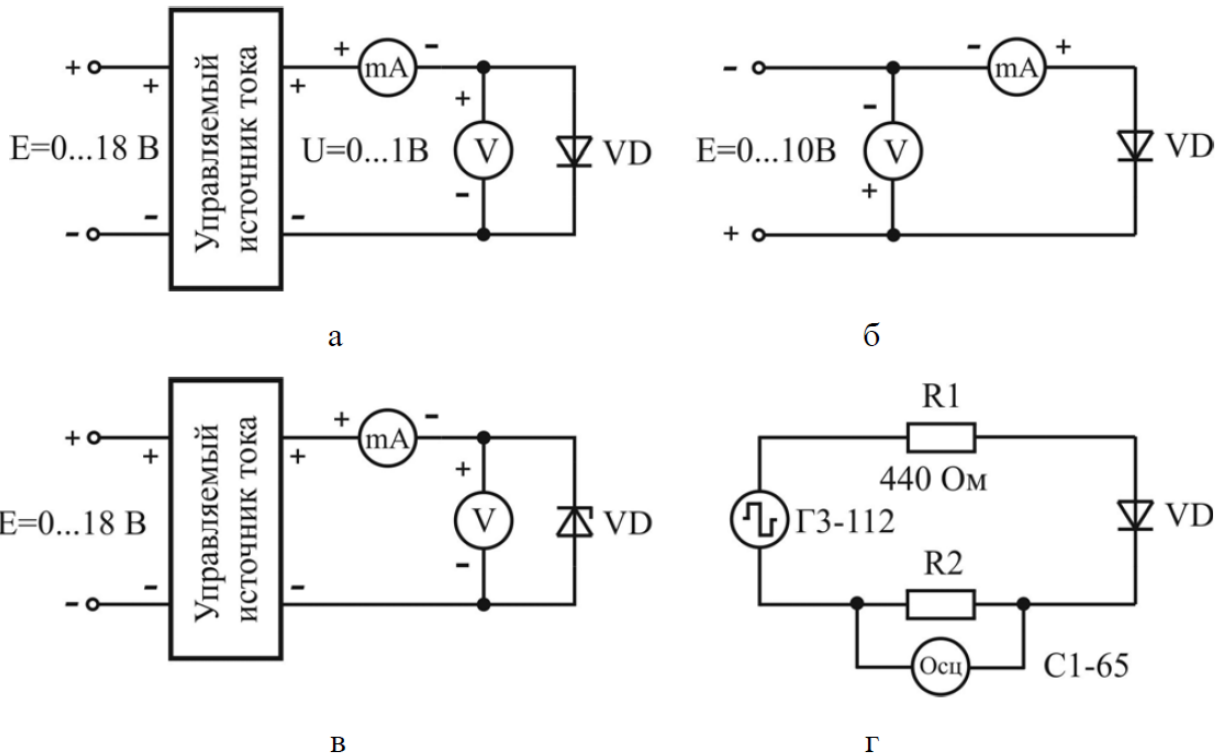 +
E=0...18 В
-
Управляемый
источник тока
+
-
+
-
+ mA -
U=0...1В
+
V
-
VD
а
-
E=0...10В
+
-
V
+
- mA +
VD
б
+
E=0...18 В
-
Управляемый
источник тока
+
-
+
-
+ mA -
+
V
-
VD
в
R1
440 Ом
Г3-112
VD
R2
Осц
С1-65
г